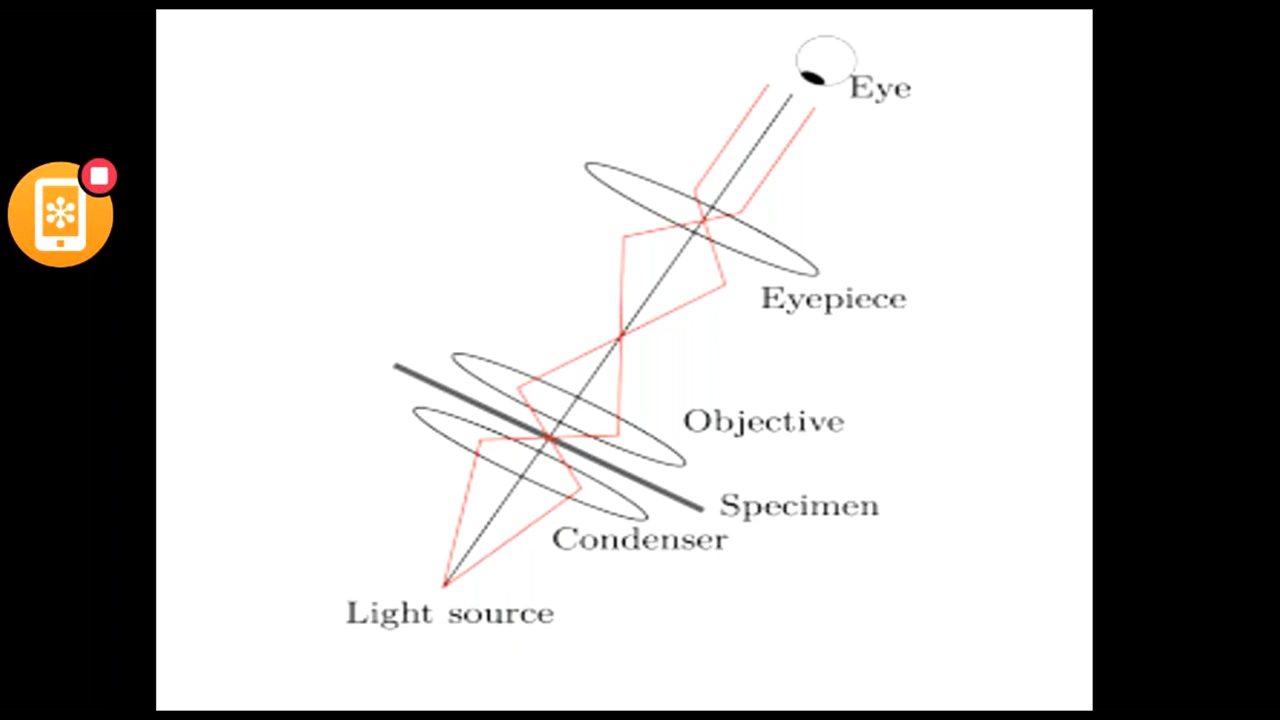 Eye
Eyepiece
Objective
Specimen
Condenser
Light source